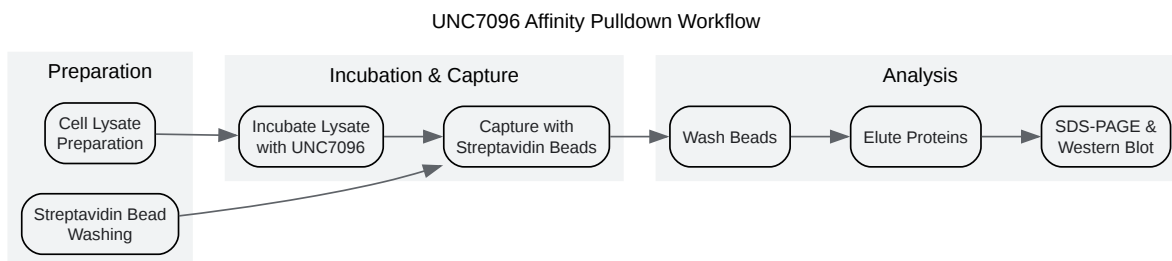 UNC7096 Affinity Pulldown Workflow
Preparation
Cell Lysate
Preparation
Streptavidin Bead
Washing
Incubation & Capture
Incubate Lysate
with UNC7096
Capture with
Streptavidin Beads
Analysis
Wash Beads
Elute Proteins
SDS-PAGE &
Western Blot